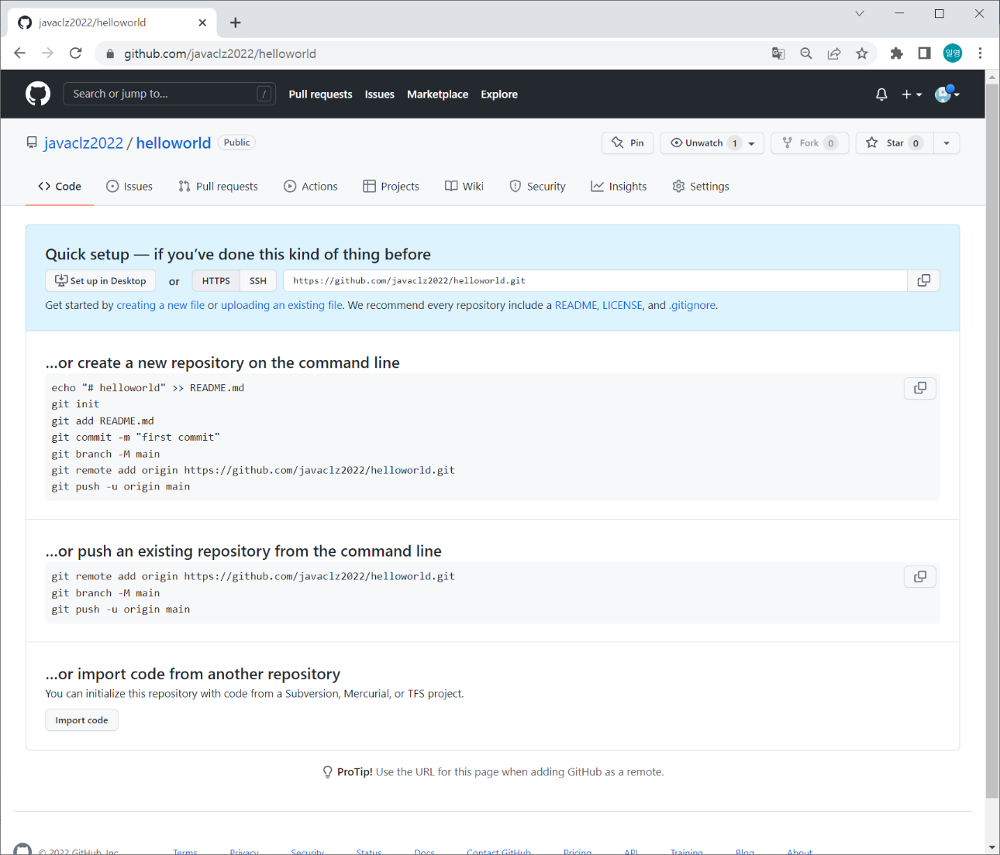 javaclz2022/helloworld
github.com/javaclz2022/helloworld
일영
Search or jump to...
/
Pull requests
Issues
Marketplace
Explore
javaclz2022 / helloworld
Public
Pin
Unwatch 1
Fork 0
Star 0
Code
Issues
Pull requests
Actions
Projects
Wiki
Security
Insights
Settings
Quick setup — if you've done this kind of thing before
Set up in Desktop
or
HTTPS
SSH
https://github.com/javaclz2022/helloworld.git
Get started by creating a new file or uploading an existing file. We recommend every repository include a README, LICENSE, and .gitignore.
…or create a new repository on the command line
echo "# helloworld" >> README.md
git init
git add README.md
git commit -m "first commit"
git branch -M main
git remote add origin https://github.com/javaclz2022/helloworld.git
git push -u origin main
…or push an existing repository from the command line
git remote add origin https://github.com/javaclz2022/helloworld.git
git branch -M main
git push -u origin main
…or import code from another repository
You can initialize this repository with code from a Subversion, Mercurial, or TFS project.
Import code
ProTip! Use the URL for this page when adding GitHub as a remote.
© 2022 GitHub, Inc.
Terms
Privacy
Security
Status
Docs
Contact GitHub
Pricing
API
Training
Blog
About